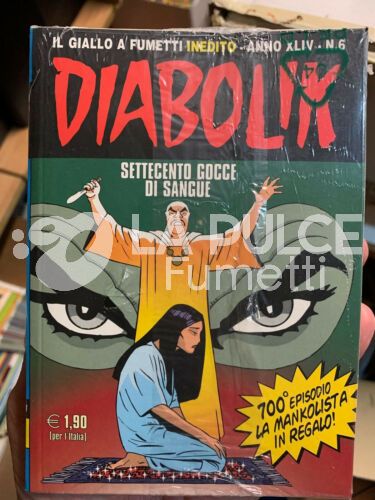 IL GIALLO A FUMETTI INEDITO - ANNO XLIV - N.6
DIABOLIK
SETTECENTO GOCCE
DI SANGUE
LA PULCE
Fumetti
700° EPISODIO
LA MANKOLISTA
IN REGALO!
€ 1,90
(per l'Italia)